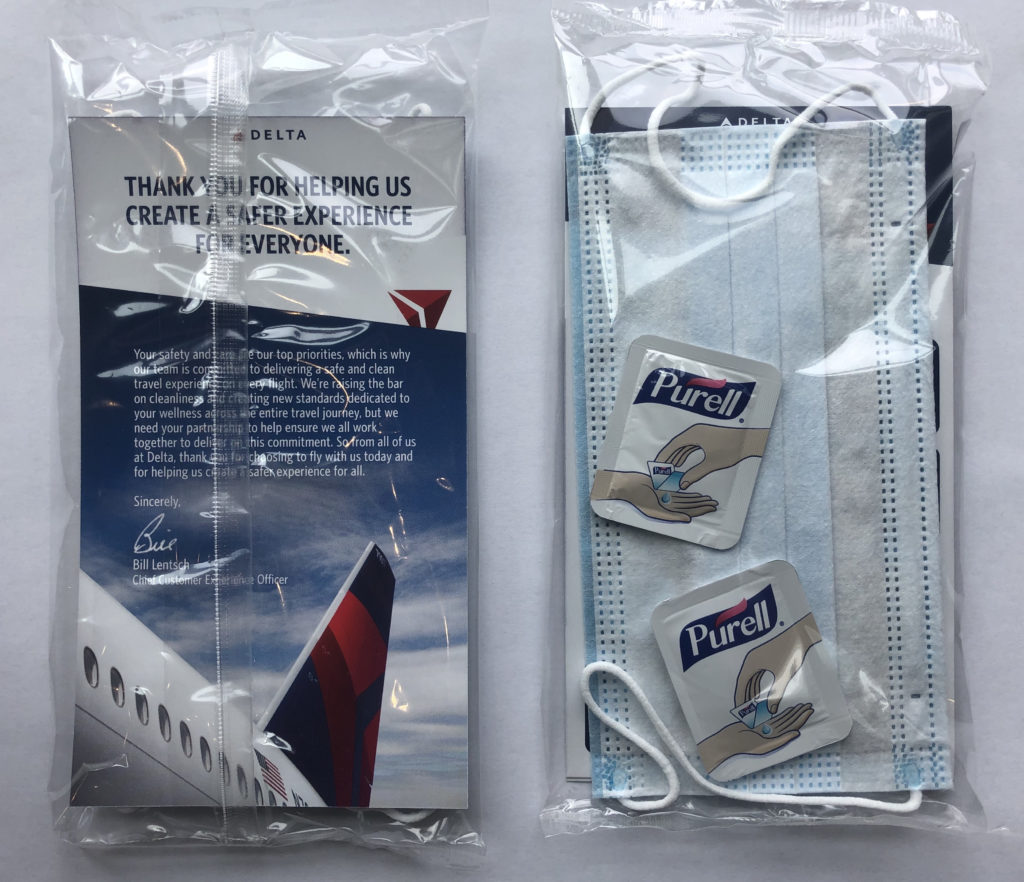 DELTA
THANK YOU FOR HELPING US
CREATE A SAFER EXPERIENCE
FOR EVERYONE.
Your safety and care are our top priorities, which is why
our team is committed to delivering a safe and clean
travel experience on every flight. We're raising the bar
on cleanliness and creating new standards dedicated to
your wellness across the entire travel journey, but we
need your partnership to help ensure we all work
together to deliver on this commitment. So from all of us
at Delta, thank you for choosing to fly with us today and
for helping us create a safer experience for all.
Sincerely,
Bill
Bill Lentsch
Chief Customer Experience Officer
DELTA
Purell
Purell
Purell
Purell